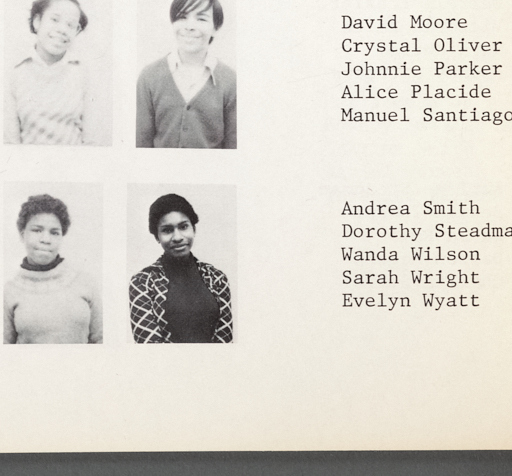 David Moore
Crystal Oliver
Johnnie Parker
Alice Placide
Manuel Santiago
Andrea Smith
Dorothy Steadma
Wanda Wilson
Sarah Wright
Evelyn Wyatt